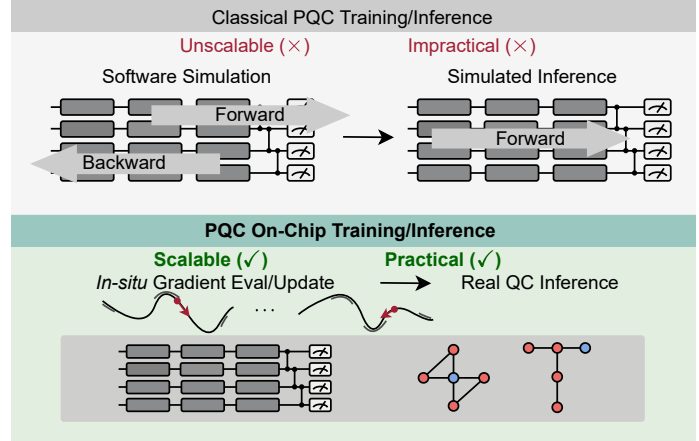 Classical PQC Training/Inference
Unscalable (×) Impractical (×)
Software Simulation Simulated Inference
Forward
Forward
Backward
PQC On-Chip Training/Inference
Scalable (✓) Practical (✓)
In-situ Gradient Eval/Update Real QC Inference
· · ·